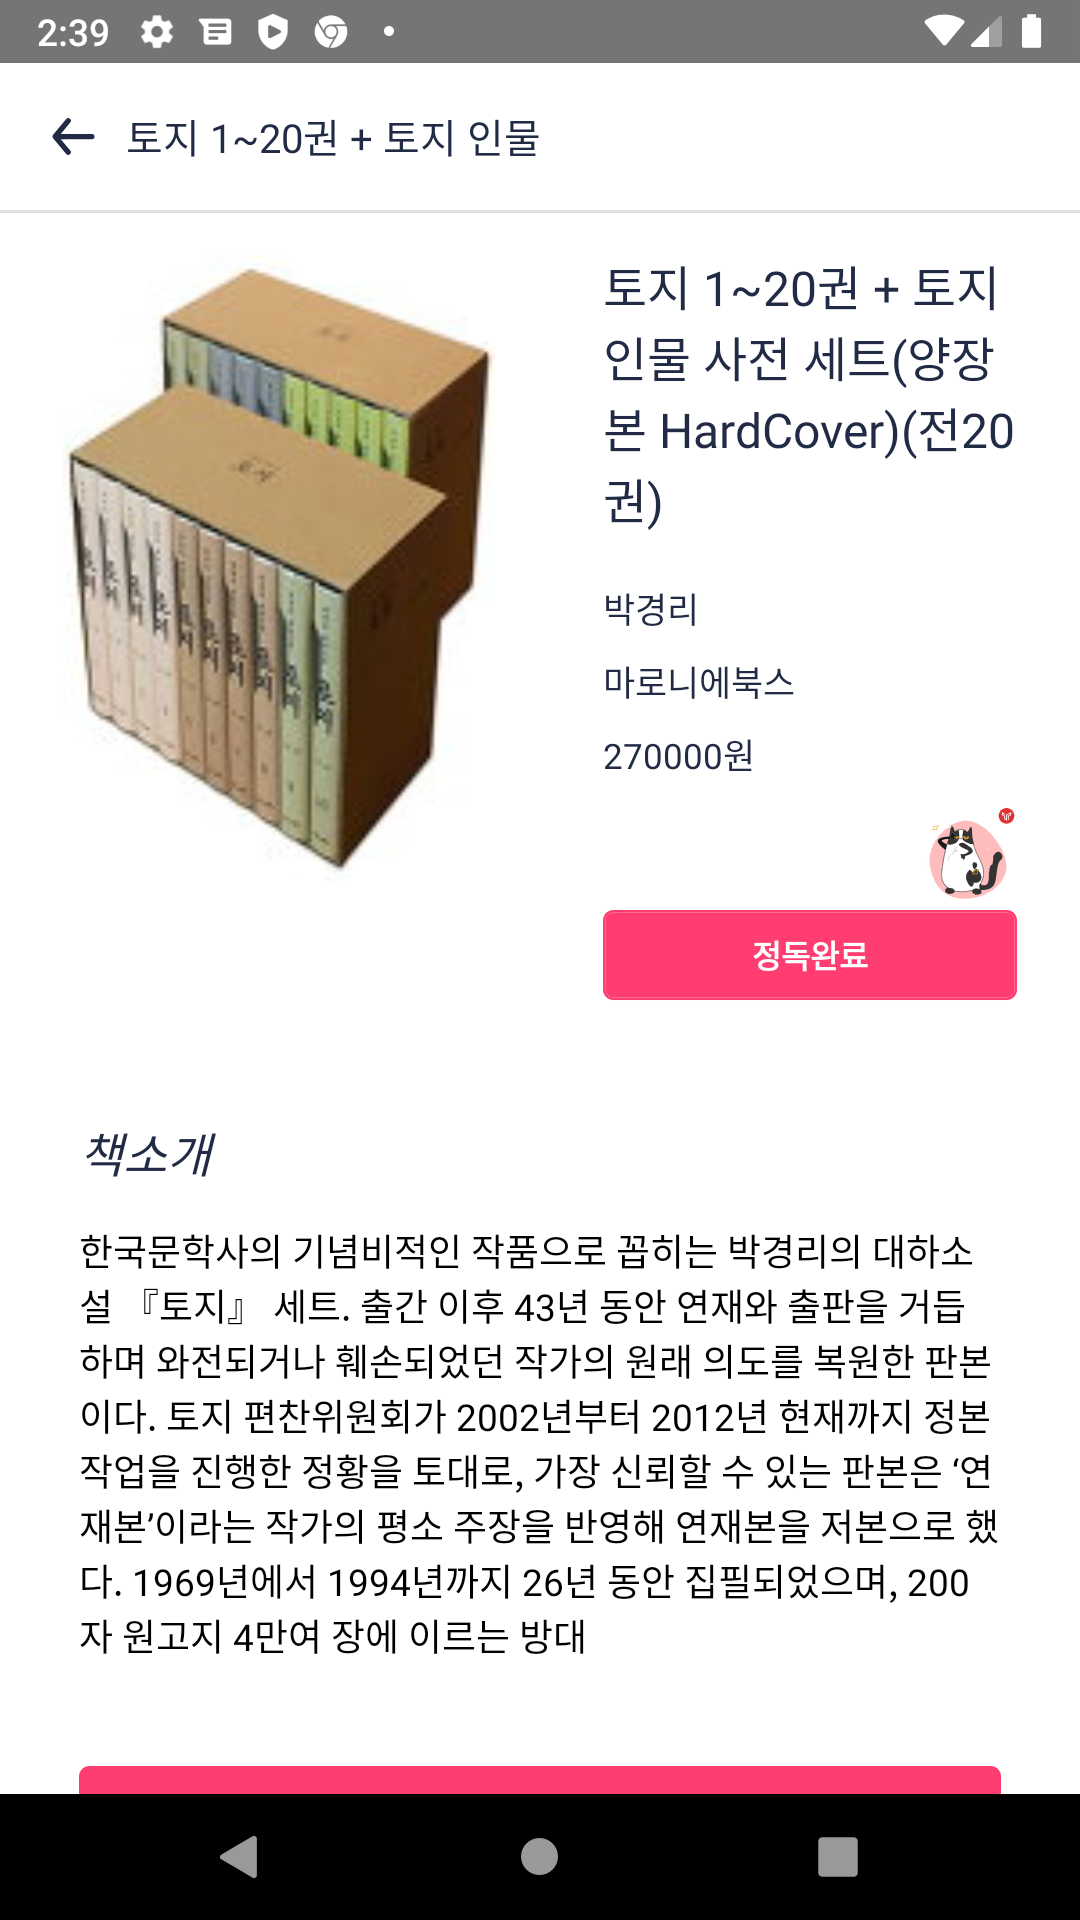 2:39
토지 1~20권 + 토지 인물
토지 1~20권 + 토지
인물 사전 세트(양장
본 HardCover)(전20
권)
박경리
마로니에북스
270000원
정독완료
책소개
한국문학사의 기념비적인 작품으로 꼽히는 박경리의 대하소
설 『토지』 세트. 출간 이후 43년 동안 연재와 출판을 거듭
하며 와전되거나 훼손되었던 작가의 원래 의도를 복원한 판본
이다. 토지 편찬위원회가 2002년부터 2012년 현재까지 정본
작업을 진행한 정황을 토대로, 가장 신뢰할 수 있는 판본은 ‘연
재본’이라는 작가의 평소 주장을 반영해 연재본을 저본으로 했
다. 1969년에서 1994년까지 26년 동안 집필되었으며, 200
자 원고지 4만여 장에 이르는 방대